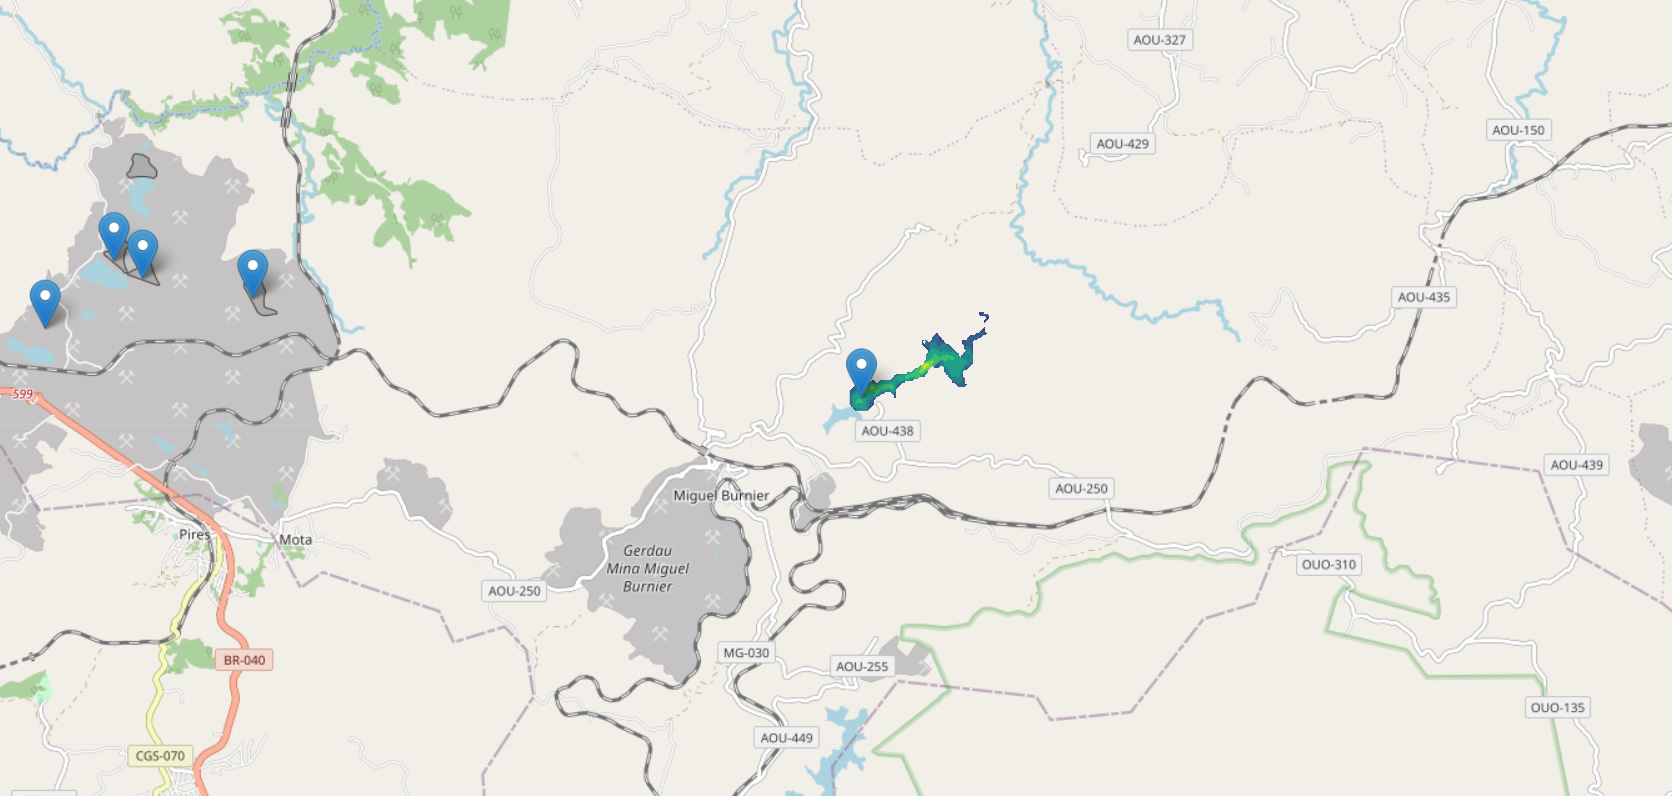 AOU-327
AOU-150
AOU-429
AOU-435
599
AOU-438
AOU-439
AOU-250
Miguel Burnier
Pires
Mota
Gerdau
Mina Miguel
Burnier
OUO-310
AOU-250
MG-030
BR-040
AOU-255
OUO-135
AOU-449
CGS-070